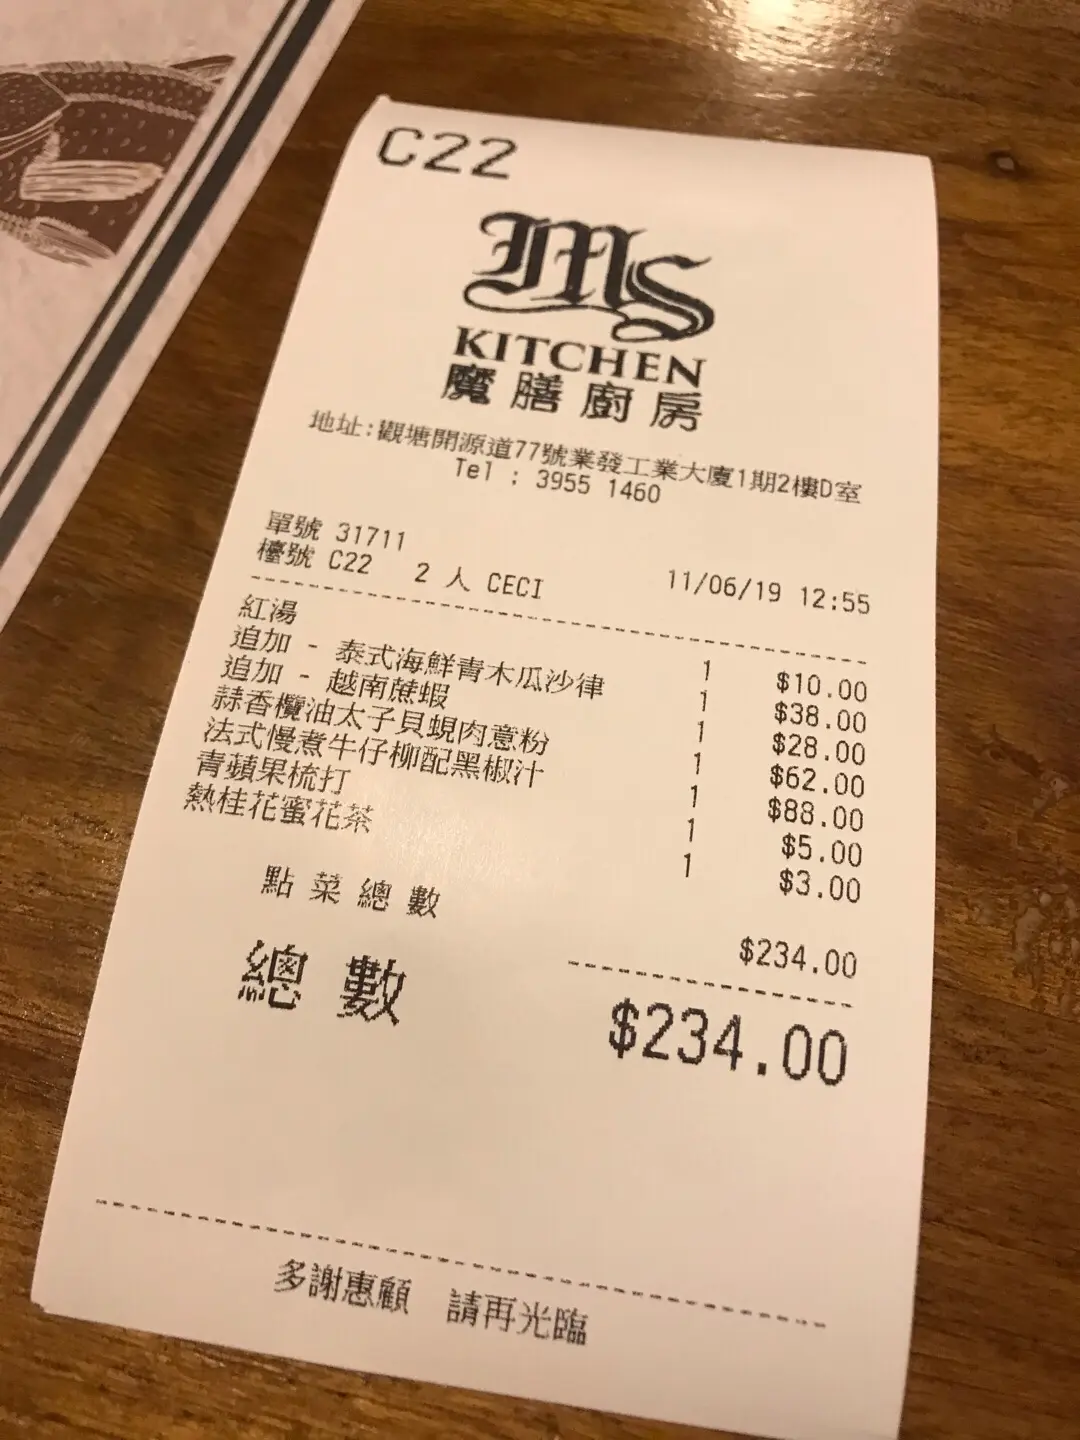 C22
MS
KITCHEN
魔膳廚房
地址:觀塘開源道77號業發工業大廈1期2樓D室
Tel : 3955 1460
單號 31711
檯號 C22 2 人 CECI 11/06/19 12:55
紅湯 1 $10.00
追加 - 泰式海鮮青木瓜沙律 1 $38.00
追加 - 越南蔗蝦 1 $28.00
蒜香欖油太子貝蜆肉意粉 1 $62.00
法式慢煮牛仔柳配黑椒汁 1 $88.00
青蘋果梳打 1 $5.00
熱桂花蜜花茶 1 $3.00
點菜總數 $234.00
總數 $234.00
多謝惠顧 請再光臨